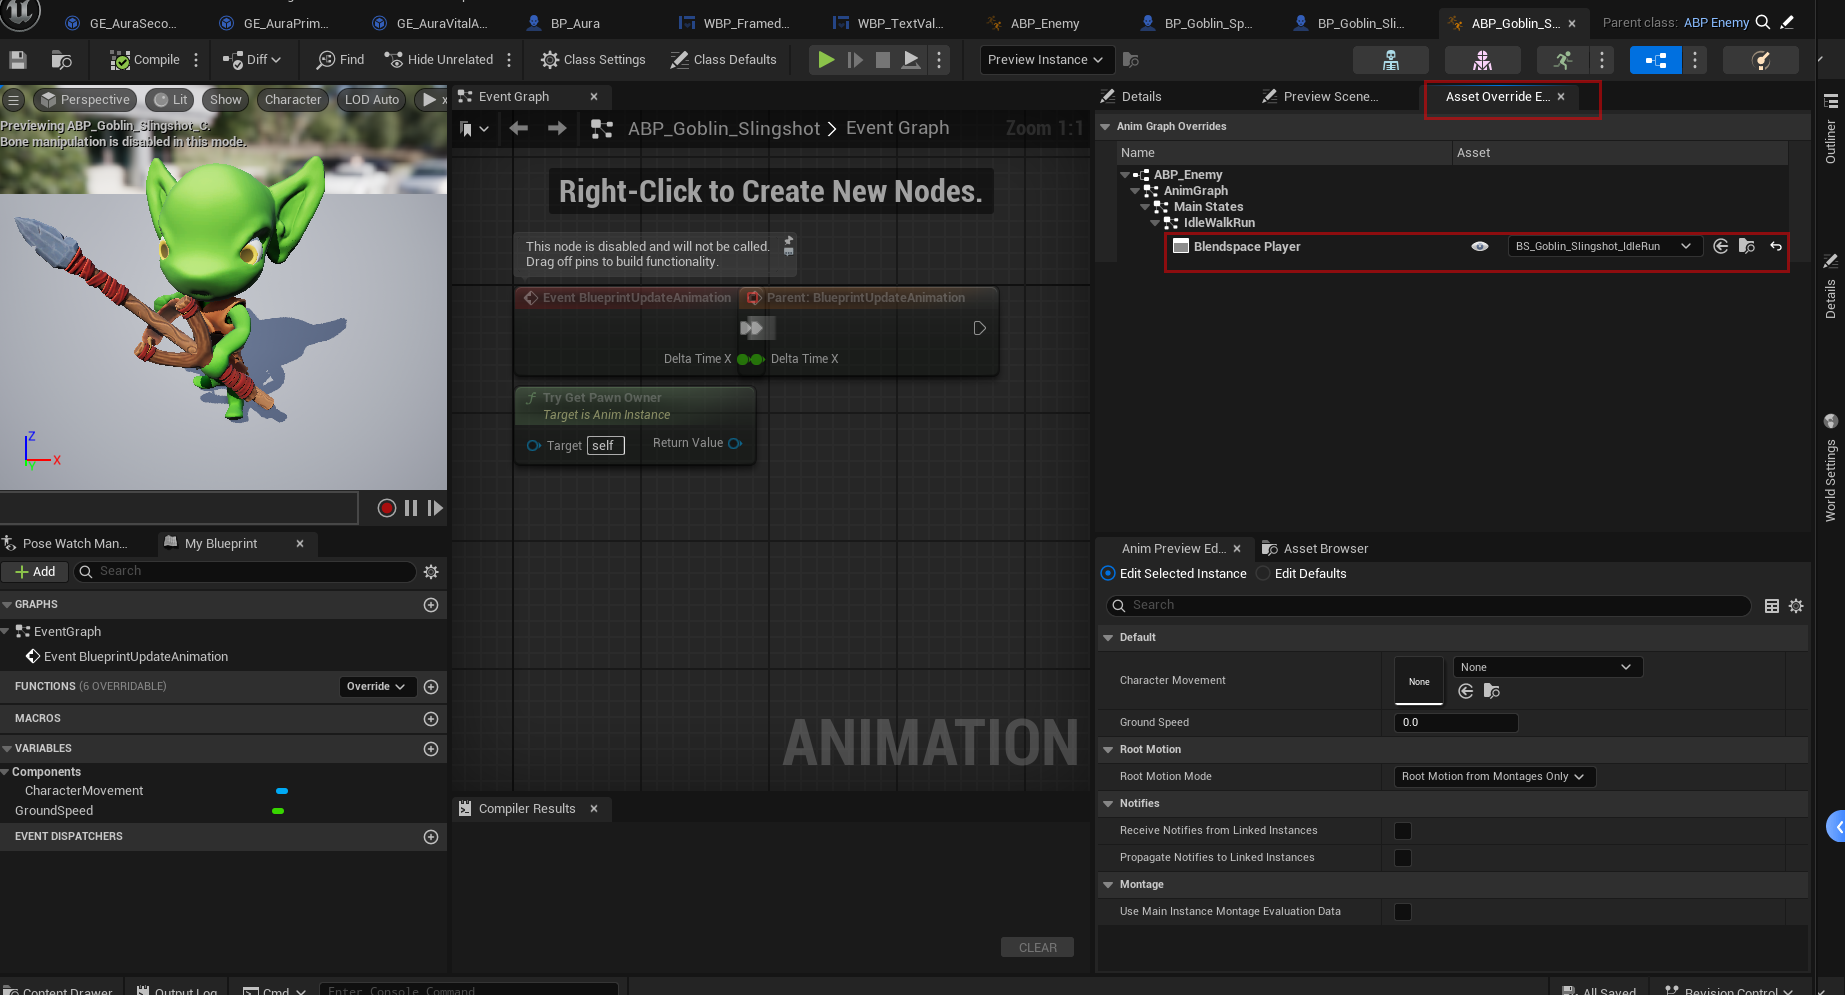 GE_AuraSeco...
GE_AuraPrim...
GE_AuraVitalA...
BP_Aura
WBP_Framed...
WBP_TextVal...
ABP_Enemy
BP_Goblin_Sp...
BP_Goblin_Sli...
ABP_Goblin_S...
Parent class: ABP Enemy
Compile
Diff
Find
Hide Unrelated
Class Settings
Class Defaults
Preview Instance
Perspective
Lit
Show
Character
LOD Auto
x
Previewing ABP_Goblin_Slingshot_C.
Bone manipulation is disabled in this mode.
Z
X
Y
Event Graph
ABP_Goblin_Slingshot > Event Graph
Zoom 1:1
Right-Click to Create New Nodes.
This node is disabled and will not be called.
Drag off pins to build functionality.
Event BlueprintUpdateAnimation
Parent: BlueprintUpdateAnimation
Delta Time X
Delta Time X
Try Get Pawn Owner
Target is Anim Instance
Target self
Return Value
ANIMATION
Compiler Results
CLEAR
Details
Preview Scene...
Asset Override E...
Anim Graph Overrides
Name
Asset
ABP_Enemy
AnimGraph
Main States
IdleWalkRun
Blendspace Player
BS_Goblin_Slingshot_IdleRun
Outliner
Details
World Settings
Pose Watch Man...
My Blueprint
Add
Search
GRAPHS
EventGraph
Event BlueprintUpdateAnimation
FUNCTIONS (6 OVERRIDABLE)
Override
MACROS
VARIABLES
Components
CharacterMovement
GroundSpeed
EVENT DISPATCHERS
Anim Preview Ed...
Asset Browser
Edit Selected Instance
Edit Defaults
Search
Default
Character Movement
None
None
Ground Speed
0.0
Root Motion
Root Motion Mode
Root Motion from Montages Only
Notifies
Receive Notifies from Linked Instances
Propagate Notifies to Linked Instances
Montage
Use Main Instance Montage Evaluation Data
Content Drawer
Output Log
Cmd
Enter Console Command
All Saved
Revision Control